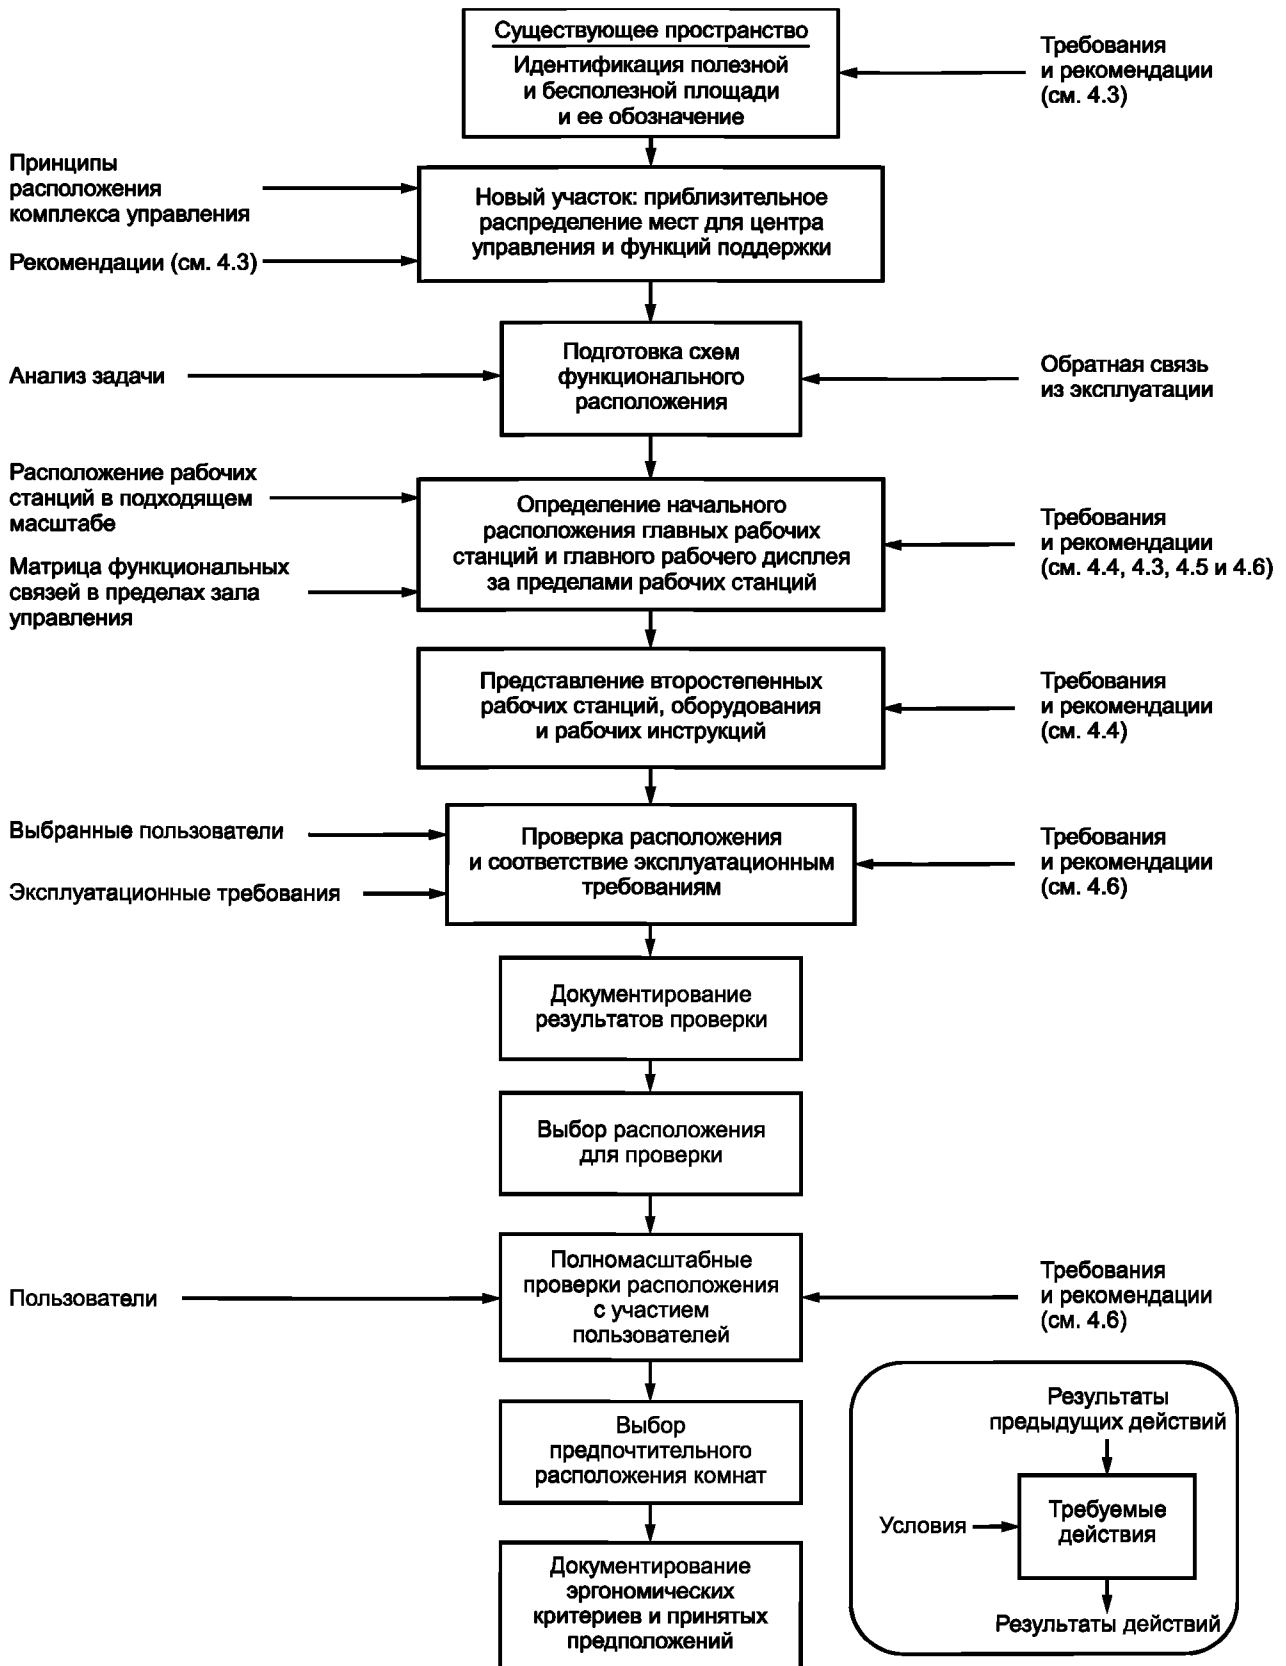 Существующее пространство
Идентификация полезной
и бесполезной площади
и ее обозначение
Требования
и рекомендации
(см. 4.3)
Принципы
расположения
комплекса управления
Рекомендации (см. 4.3)
Новый участок: приблизительное
распределение мест для центра
управления и функций поддержки
Анализ задачи
Подготовка схем
функционального
расположения
Обратная связь
из эксплуатации
Расположение рабочих
станций в подходящем
масштабе
Матрица функциональных
связей в пределах зала
управления
Определение начального
расположения главных рабочих
станций и главного рабочего дисплея
за пределами рабочих станций
Требования
и рекомендации
(см. 4.4, 4.3, 4.5 и 4.6)
Представление второстепенных
рабочих станций, оборудования
и рабочих инструкций
Требования
и рекомендации
(см. 4.4)
Выбранные пользователи
Эксплуатационные требования
Проверка расположения
и соответствие эксплуатационным
требованиям
Требования
и рекомендации
(см. 4.6)
Документирование
результатов проверки
Выбор расположения
для проверки
Пользователи
Полномасштабные
проверки расположения
с участием
пользователей
Требования
и рекомендации
(см. 4.6)
Выбор
предпочтительного
расположения комнат
Документирование
эргономических
критериев и принятых
предположений
Результаты
предыдущих действий
Условия
Требуемые
действия
Результаты действий